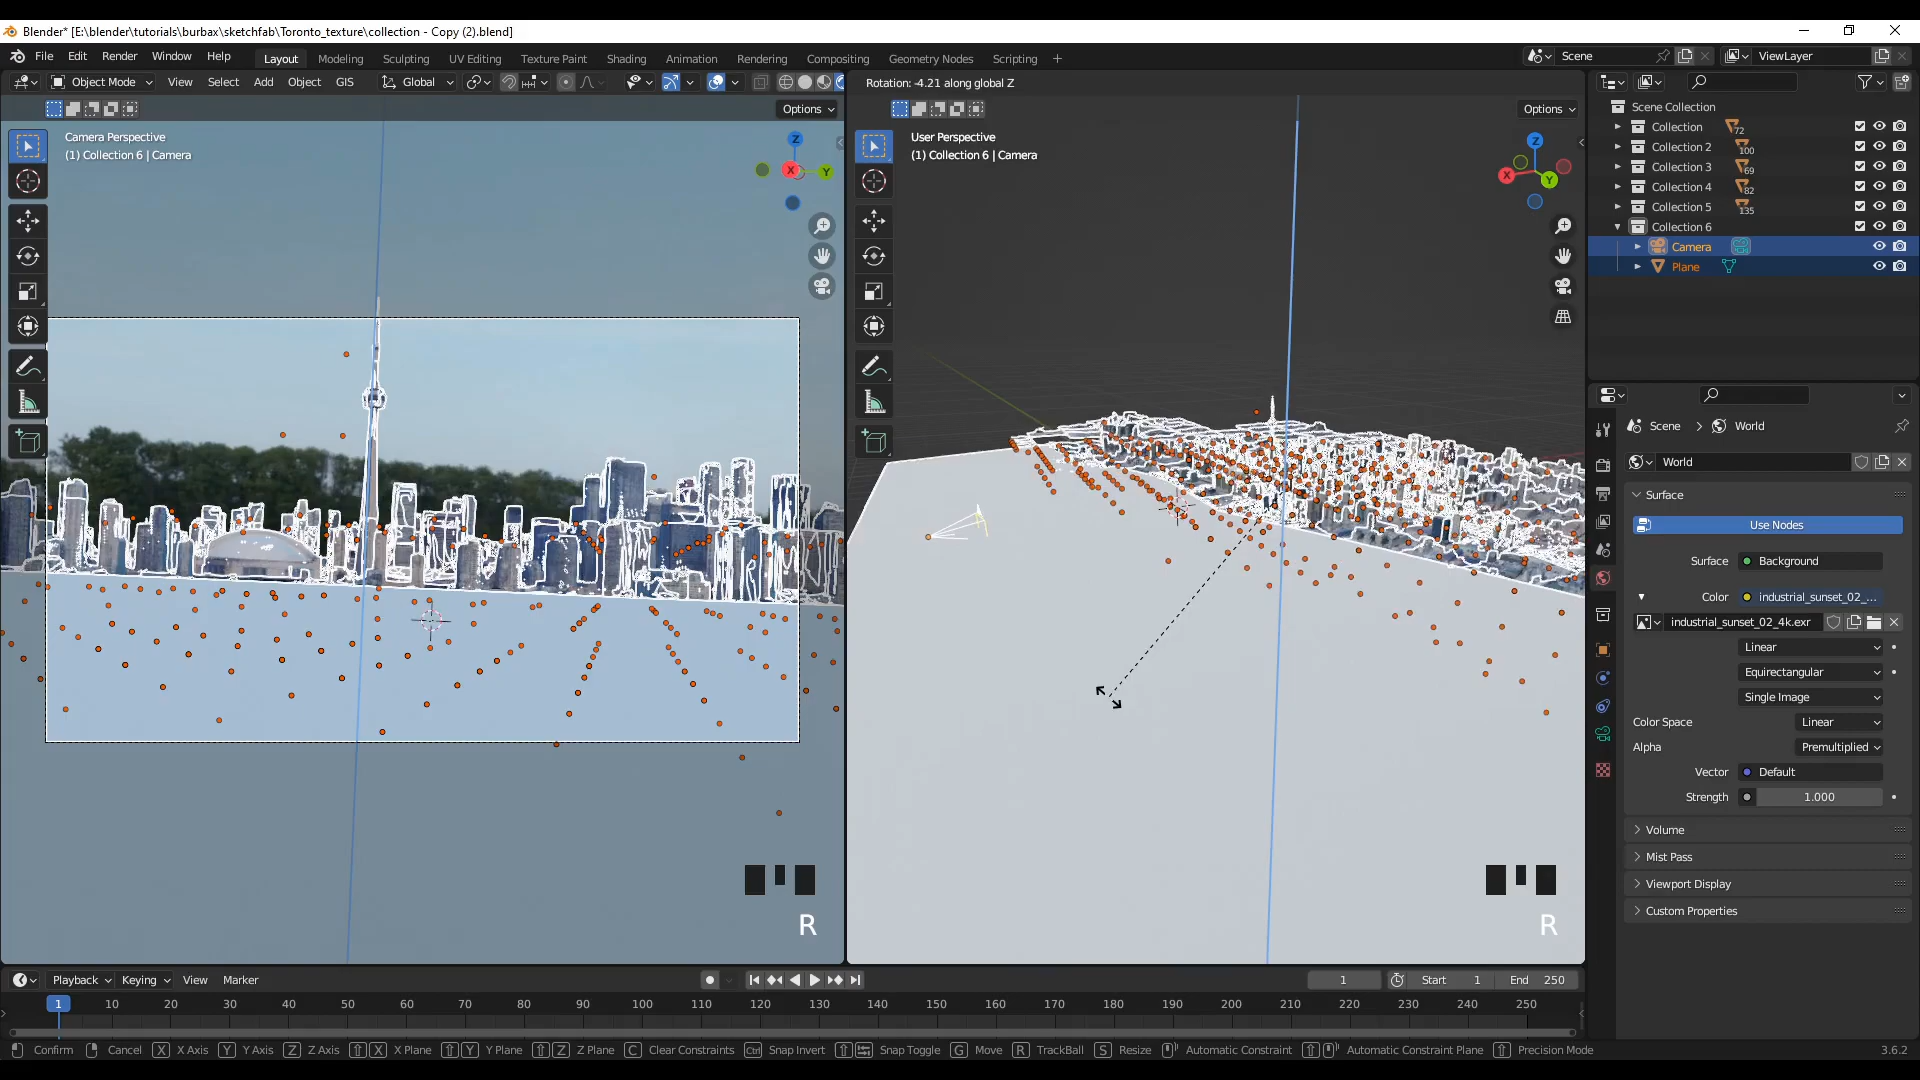 Blender* [E:\blender\tutorials\burbax\sketchfab\Toronto_texture\collection - Copy (2).blend]
File Edit Render Window Help Layout Modeling Sculpting UV Editing Texture Paint Shading Animation Rendering Compositing Geometry Nodes Scripting + Scene ViewLayer
Object Mode View Select Add Object GIS Global Rotation: -4.21 along global Z
Options Options
Camera Perspective
(1) Collection 6 | Camera
Z
X
Y
User Perspective
(1) Collection 6 | Camera
Z
X
Y
Scene Collection
Collection 72
Collection 2 100
Collection 3 69
Collection 4 82
Collection 5 135
Collection 6
Camera
Plane
Scene > World
World
Surface
Use Nodes
Surface Background
Color industrial_sunset_02_...
industrial_sunset_02_4k.exr
Linear
Equirectangular
Single Image
Color Space Linear
Alpha Premultiplied
Vector Default
Strength 1.000
Volume
Mist Pass
Viewport Display
Custom Properties
R R
Playback Keying View Marker 1 Start 1 End 250
1 10 20 30 40 50 60 70 80 90 100 110 120 130 140 150 160 170 180 190 200 210 220 230 240 250
Confirm Cancel X X Axis Y Y Axis Z Z Axis X X Plane Y Y Plane Z Z Plane C Clear Constraints Ctrl Snap Invert Snap Toggle G Move R TrackBall S Resize Automatic Constraint Automatic Constraint Plane Precision Mode 3.6.2